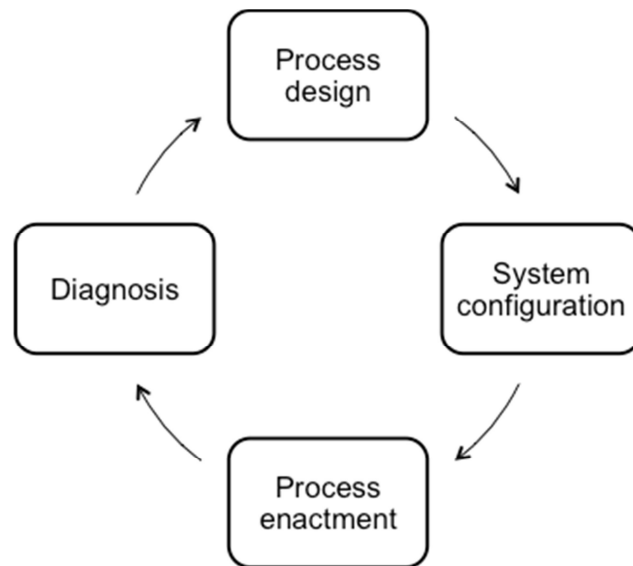 Process
design
System
configuration
Process
enactment
Diagnosis